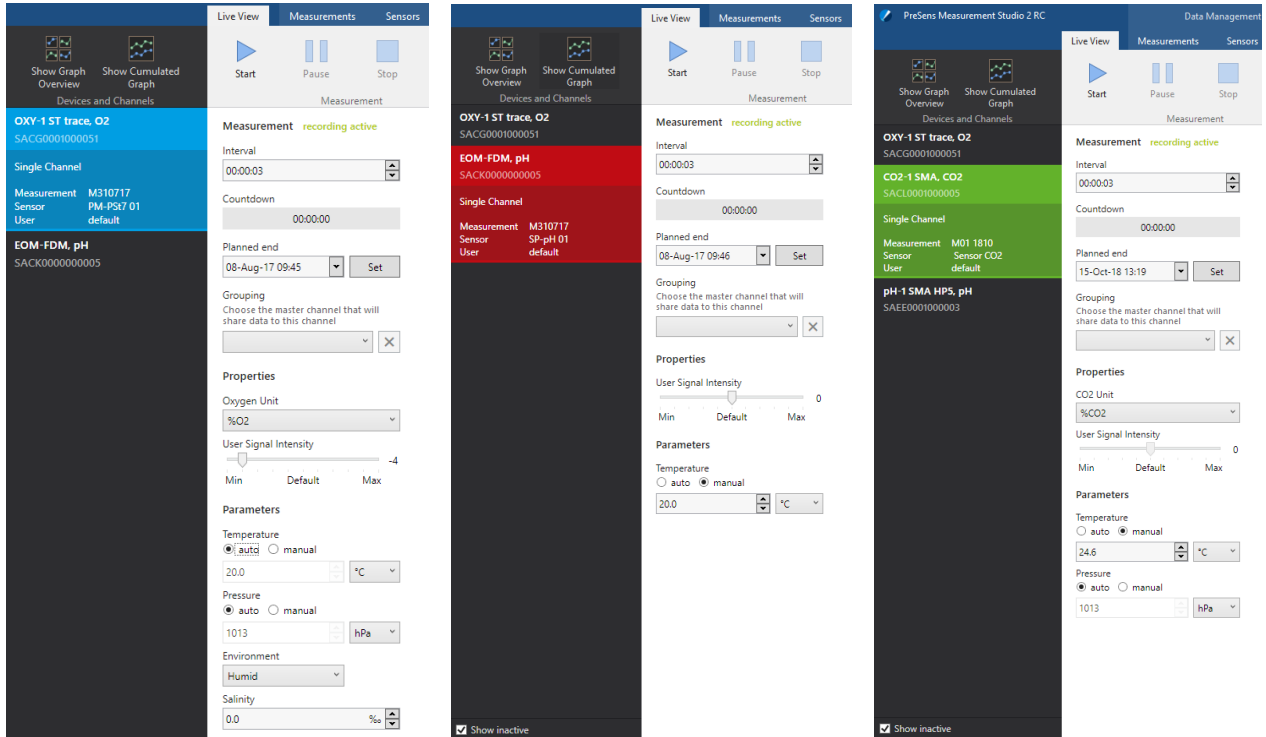 Live View Measurements Sensors
Show Graph Overview
Show Cumulated Graph
Devices and Channels
Start Pause Stop
Measurement
OXY-1 ST trace, O2
SACG0001000051
Single Channel
Measurement M310717
Sensor PM-PSt7 01
User default
EOM-FDM, pH
SACK0000000005
Measurement recording active
Interval
00:00:03
Countdown
00:00:00
Planned end
08-Aug-17 09:45 Set
Grouping
Choose the master channel that will
share data to this channel
Properties
Oxygen Unit
%O2
User Signal Intensity
-4
Min Default Max
Parameters
Temperature
auto manual
20.0 °C
Pressure
auto manual
1013 hPa
Environment
Humid
Salinity
0.0 ‰
Live View Measurements Sensors
Show Graph Overview
Show Cumulated Graph
Devices and Channels
Start Pause Stop
Measurement
OXY-1 ST trace, O2
SACG0001000051
EOM-FDM, pH
SACK0000000005
Single Channel
Measurement M310717
Sensor SP-pH 01
User default
Show inactive
Measurement recording active
Interval
00:00:03
Countdown
00:00:00
Planned end
08-Aug-17 09:46 Set
Grouping
Choose the master channel that will
share data to this channel
Properties
User Signal Intensity
0
Min Default Max
Parameters
Temperature
auto manual
20.0 °C
PreSens Measurement Studio 2 RC Data Management
Live View Measurements Sensors
Show Graph Overview
Show Cumulated Graph
Devices and Channels
Start Pause Stop
Measurement
OXY-1 ST trace, O2
SACG0001000051
CO2-1 SMA, CO2
SACL0001000005
Single Channel
Measurement M01 1810
Sensor Sensor CO2
User default
pH-1 SMA HP5, pH
SAEE0001000003
Show inactive
Measurement recording active
Interval
00:00:03
Countdown
00:00:00
Planned end
15-Oct-18 13:19 Set
Grouping
Choose the master channel that will
share data to this channel
Properties
CO2 Unit
%CO2
User Signal Intensity
0
Min Default Max
Parameters
Temperature
auto manual
24.6 °C
Pressure
auto manual
1013 hPa